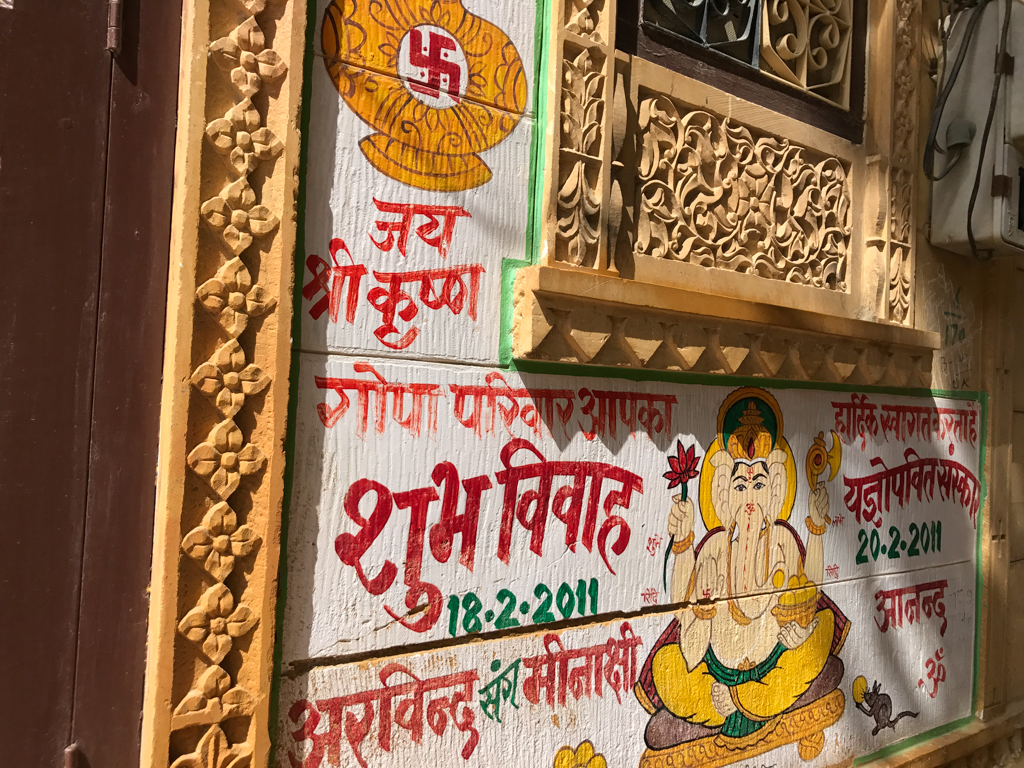 जय
श्री कृष्ण
गोपा परिवार आपका
हार्दिक स्वागत करता है
शुभ विवाह
18·2·2011
यज्ञोपवित संस्कार
20·2·2011
शुभ
आनन्द
अरविन्द संग मीनाक्षी
ॐ